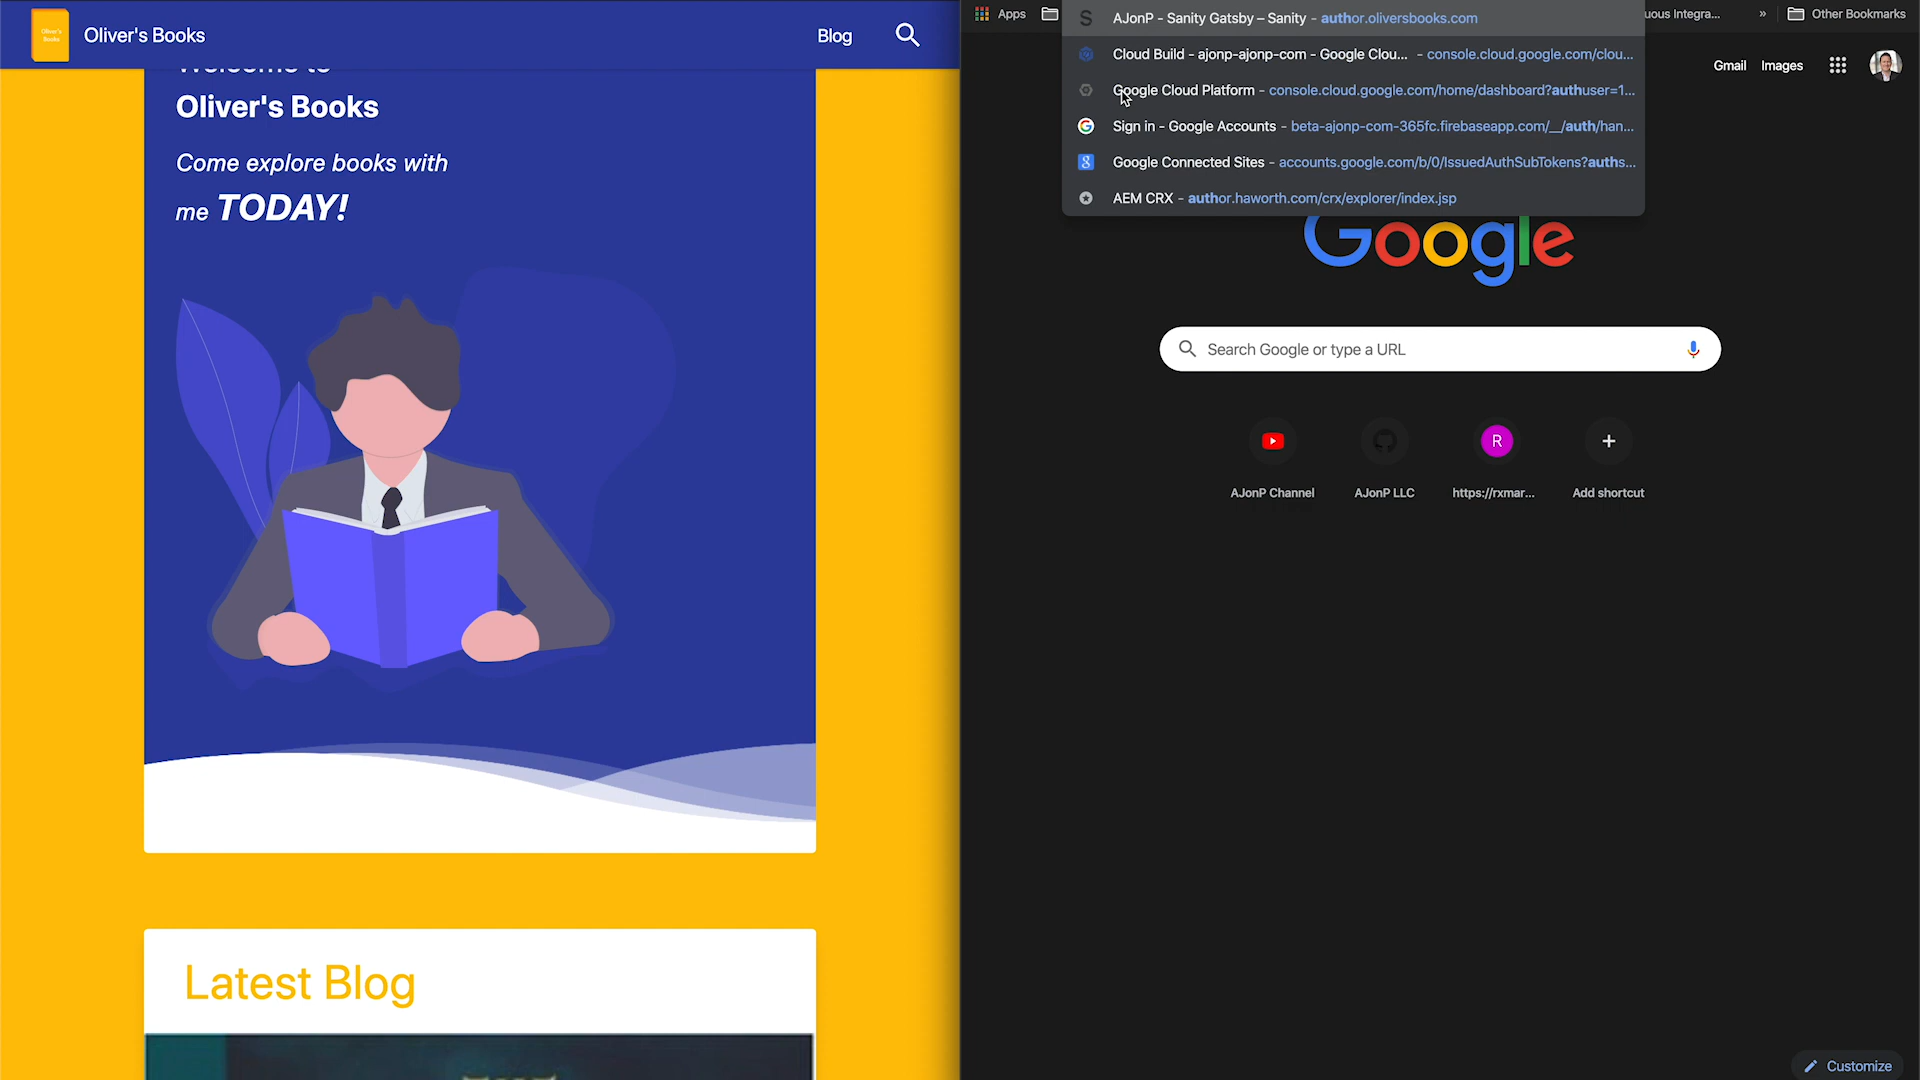 Oliver's Books
Oliver's Books
Blog
Welcome to
Oliver's Books
Come explore books with
me TODAY!
Latest Blog
Apps
uous Integra...
»
Other Bookmarks
AJonP - Sanity Gatsby – Sanity - author.oliversbooks.com
Cloud Build - ajonp-ajonp-com - Google Clou... - console.cloud.google.com/clou...
Google Cloud Platform - console.cloud.google.com/home/dashboard?authuser=1...
Sign in - Google Accounts - beta-ajonp-com-365fc.firebaseapp.com/__/auth/han...
Google Connected Sites - accounts.google.com/b/0/IssuedAuthSubTokens?auths...
AEM CRX - author.haworth.com/crx/explorer/index.jsp
Gmail Images
Google
Search Google or type a URL
R
AJonP Channel
AJonP LLC
https://rxmar...
Add shortcut
Customize